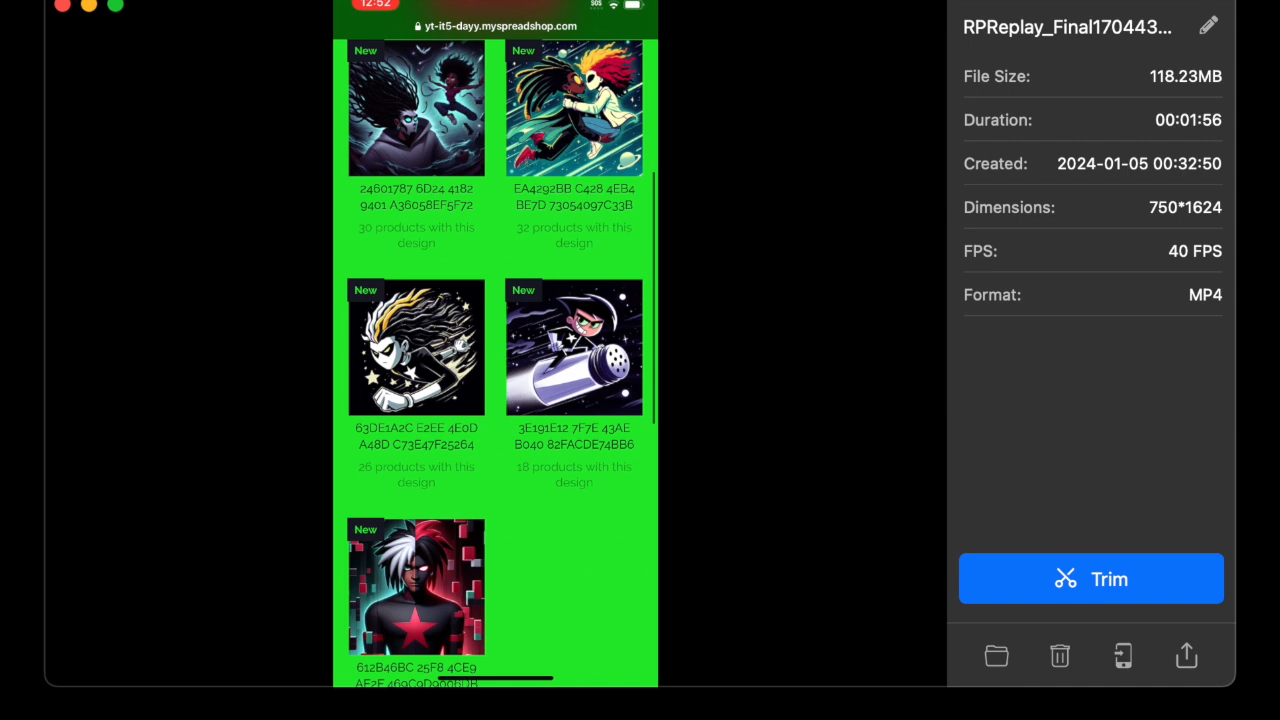 12:52
SOS
yt-it5-dayy.myspreadshop.com
New
24601787 6D24 4182
9401 A36058EF5F72
30 products with this
design
New
EA4292BB C428 4EB4
BE7D 73054097C33B
32 products with this
design
New
63DE1A2C E2EE 4E0D
A48D C73E47F25264
26 products with this
design
New
3E191E12 7F7E 43AE
B040 82FACDE74BB6
18 products with this
design
New
612B46BC 25F8 4CE9
AF2F 469C9D9096DB
RPReplay_Final170443...
File Size: 118.23MB
Duration: 00:01:56
Created: 2024-01-05 00:32:50
Dimensions: 750*1624
FPS: 40 FPS
Format: MP4
Trim